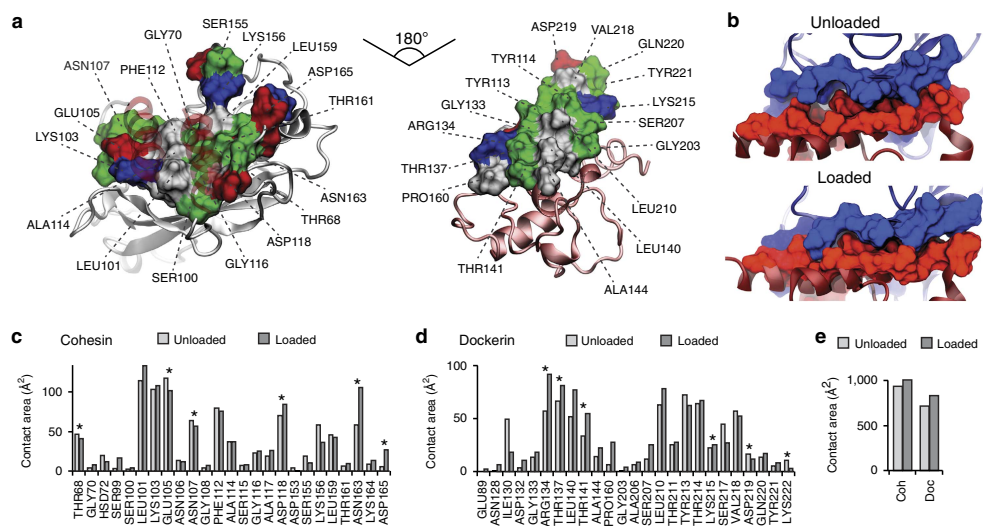 a
SER155
GLY70
LYS156
LEU159
ASN107
PHE112
ASP165
GLU105
THR161
LYS103
ASN163
ALA114
THR68
LEU101
ASP118
SER100
GLY116
180°
ASP219
VAL218
TYR114
GLN220
TYR113
TYR221
GLY133
LYS215
ARG134
SER207
THR137
GLY203
PRO160
LEU210
THR141
LEU140
ALA144
b
Unloaded
Loaded
c
Cohesin
Unloaded
Loaded
Contact area (Å²)
100
50
0
* * * * * *
THR68
GLY70
HSD72
SER99
SER100
LEU101
LYS103
GLU105
ASN106
ASN107
GLY108
PHE112
ALA114
SER115
GLY116
ALA117
ASP118
PRO153
SER155
LYS156
LEU159
THR161
ASN163
LYS164
ASP165
d
Dockerin
Unloaded
Loaded
Contact area (Å²)
100
50
0
* * * * * *
GLU89
ASN128
ILE130
ASP132
GLY133
ARG134
THR137
LEU140
THR141
ALA144
PRO160
GLY203
ALA206
SER207
LEU210
THR211
TYR213
THR214
LYS215
SER217
VAL218
ASP219
GLN220
TYR221
LYS222
e
Unloaded
Loaded
Contact area (Å²)
1,000
500
0
Coh
Doc